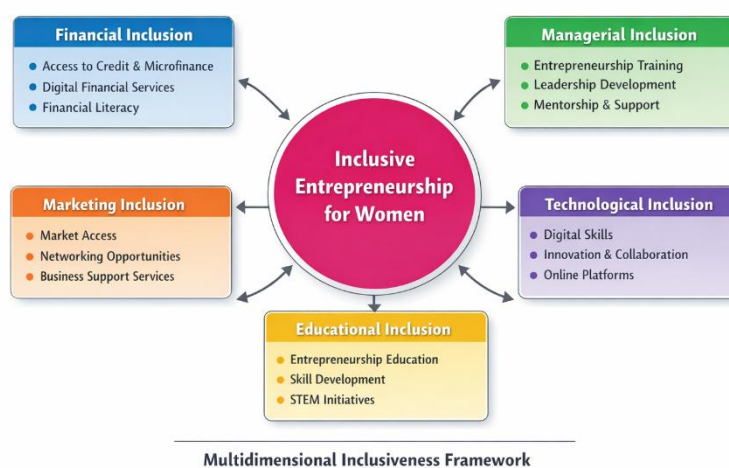 Financial Inclusion
Access to Credit & Microfinance
Digital Financial Services
Financial Literacy
Managerial Inclusion
Entrepreneurship Training
Leadership Development
Mentorship & Support
Inclusive
Entrepreneurship
for Women
Marketing Inclusion
Market Access
Networking Opportunities
Business Support Services
Technological Inclusion
Digital Skills
Innovation & Collaboration
Online Platforms
Educational Inclusion
Entrepreneurship Education
Skill Development
STEM Initiatives
Multidimensional Inclusiveness Framework